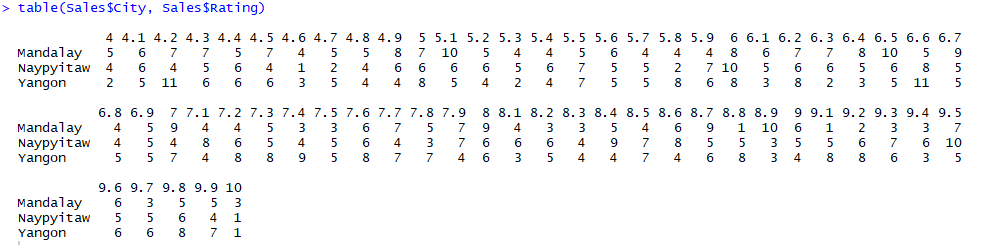 > table(Sales$City, Sales$Rating)
4 4.1 4.2 4.3 4.4 4.5 4.6 4.7 4.8 4.9 5 5.1 5.2 5.3 5.4 5.5 5.6 5.7 5.8 5.9 6 6.1 6.2 6.3 6.4 6.5 6.6 6.7
Mandalay 5 6 7 7 5 7 4 5 5 8 7 10 5 4 4 5 6 4 4 4 8 6 7 7 8 10 5 9
Naypyitaw 4 6 4 5 6 4 1 2 4 6 6 6 6 5 6 7 5 5 2 7 10 5 6 6 5 6 8 5
Yangon 2 5 11 6 6 6 3 5 4 4 8 5 4 2 4 7 5 5 8 6 8 3 8 2 3 5 11 5
6.8 6.9 7 7.1 7.2 7.3 7.4 7.5 7.6 7.7 7.8 7.9 8 8.1 8.2 8.3 8.4 8.5 8.6 8.7 8.8 8.9 9 9.1 9.2 9.3 9.4 9.5
Mandalay 4 5 9 4 4 5 3 3 6 7 5 7 9 4 3 3 5 4 6 9 1 10 6 1 2 3 3 7
Naypyitaw 4 5 4 8 6 5 4 5 6 4 3 7 6 6 6 4 9 7 8 5 5 3 5 5 6 7 6 10
Yangon 5 5 7 4 8 8 9 5 8 7 7 4 6 3 5 4 4 7 4 6 8 3 4 8 8 6 3 5
9.6 9.7 9.8 9.9 10
Mandalay 6 3 5 5 3
Naypyitaw 5 5 6 4 1
Yangon 6 6 8 7 1